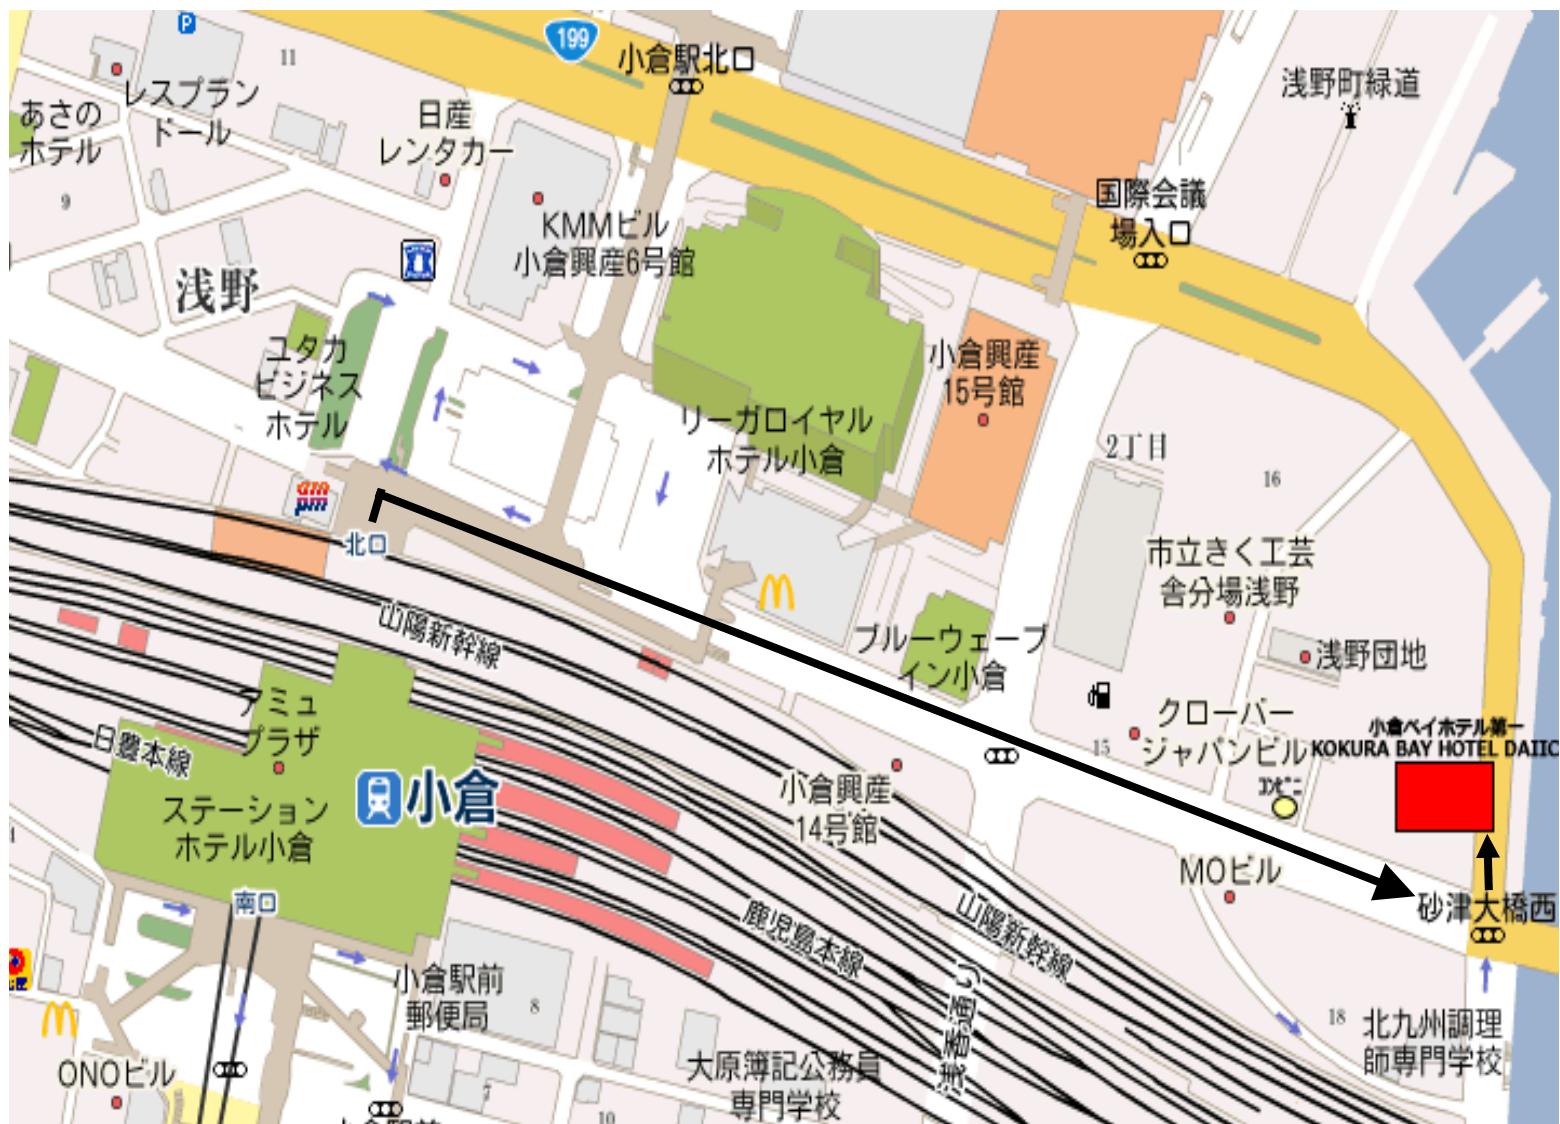 P
199
小倉駅北口
11
レスプラン
ドール
あさの
ホテル
日産
レンタカー
浅野町緑道
9
KMMビル
小倉興産6号館
国際会議
場入口
浅野
ユタカ
ビジネス
ホテル
小倉興産
15号館
リーガロイヤル
ホテル小倉
2丁目
16
am
pm
北口
市立きく工芸
舎分場浅野
山陽新幹線
ブルーウェーブ
イン小倉
浅野団地
アミュ
プラザ
日豊本線
クローバー
ジャパンビル
15
小倉ベイホテル第一
KOKURA BAY HOTEL DAIIC
コンビニ
小倉
ステーション
ホテル小倉
小倉興産
14号館
MOビル
南口
砂津大橋西
鹿児島本線
山陽新幹線
小倉駅前
郵便局
8
浅香通り
18
北九州調理
師専門学校
ONOビル
大原簿記公務員
専門学校
7
10